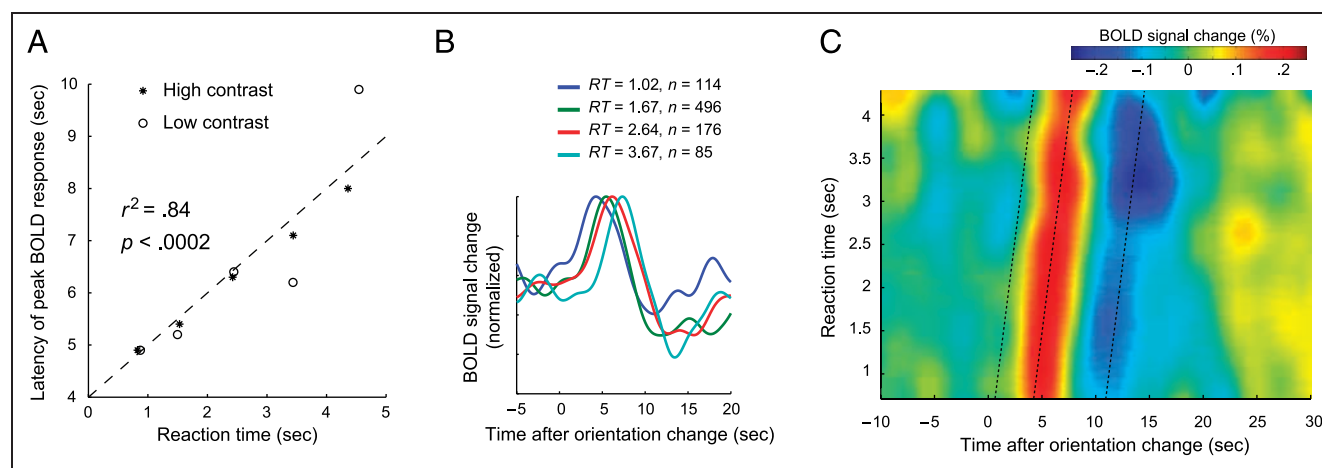 A
Latency of peak BOLD response (sec)
10
9
8
7
6
5
4
High contrast
Low contrast
r² = .84
p < .0002
0 1 2 3 4 5
Reaction time (sec)
B
RT = 1.02, n = 114
RT = 1.67, n = 496
RT = 2.64, n = 176
RT = 3.67, n = 85
BOLD signal change
(normalized)
−5 0 5 10 15 20
Time after orientation change (sec)
C
BOLD signal change (%)
−.2 −.1 0 .1 .2
Reaction time (sec)
4
3.5
3
2.5
2
1.5
1
−10 −5 0 5 10 15 20 25 30
Time after orientation change (sec)